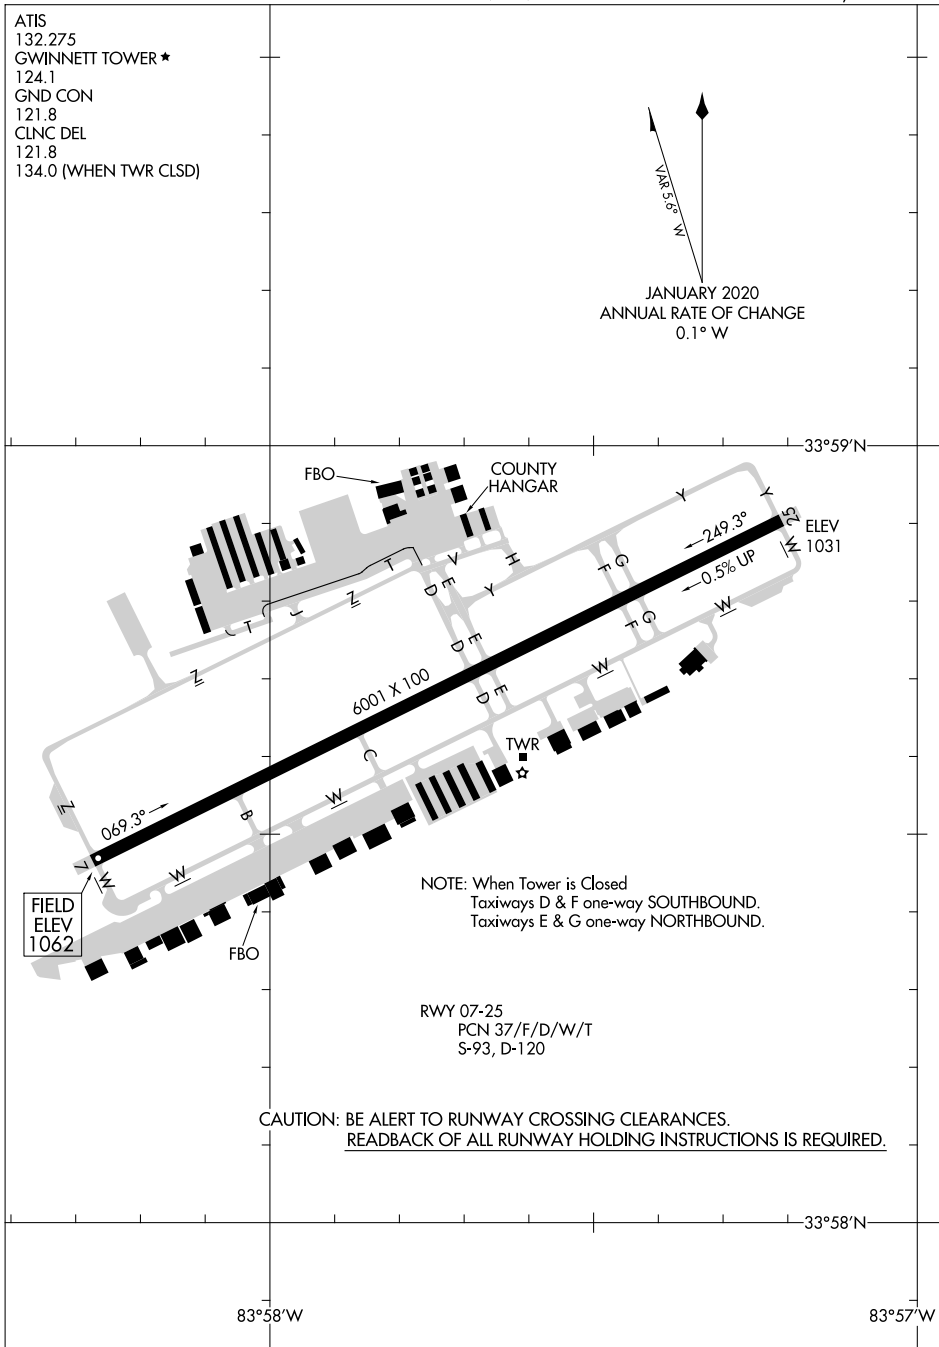 ATIS
132.275
GWINNETT TOWER ★
124.1
GND CON
121.8
CLNC DEL
121.8
134.0 (WHEN TWR CLSD)
VAR 5.6° W
JANUARY 2020
ANNUAL RATE OF CHANGE
0.1° W
33°59'N
FBO
COUNTY
HANGAR
Y
Y
25
W
ELEV
1031
249.3°
0.5% UP
G
F
H
V
T
E
D
Y
N
J
T
J
G
F
W
E
D
W
N
6001 X 100
E
D
C
TWR
W
B
N
069.3°
7
W
W
FIELD
ELEV
1062
FBO
NOTE: When Tower is Closed
Taxiways D & F one-way SOUTHBOUND.
Taxiways E & G one-way NORTHBOUND.
RWY 07-25
PCN 37/F/D/W/T
S-93, D-120
CAUTION: BE ALERT TO RUNWAY CROSSING CLEARANCES.
READBACK OF ALL RUNWAY HOLDING INSTRUCTIONS IS REQUIRED.
33°58'N
83°58'W
83°57'W